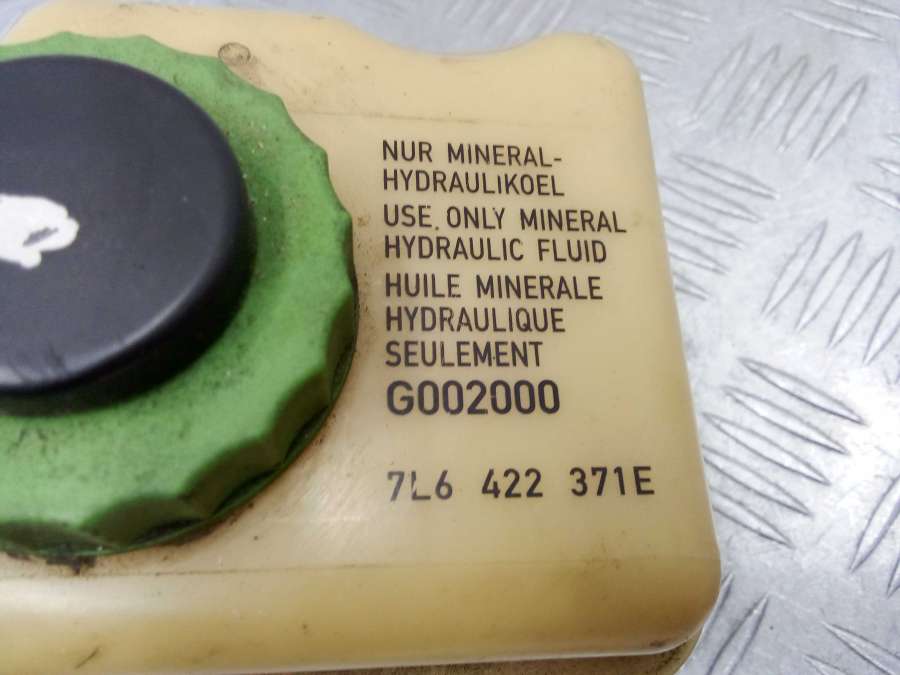 NUR MINERAL-
HYDRAULIKOEL
USE ONLY MINERAL
HYDRAULIC FLUID
HUILE MINERALE
HYDRAULIQUE
SEULEMENT
G002000
7L6 422 371E